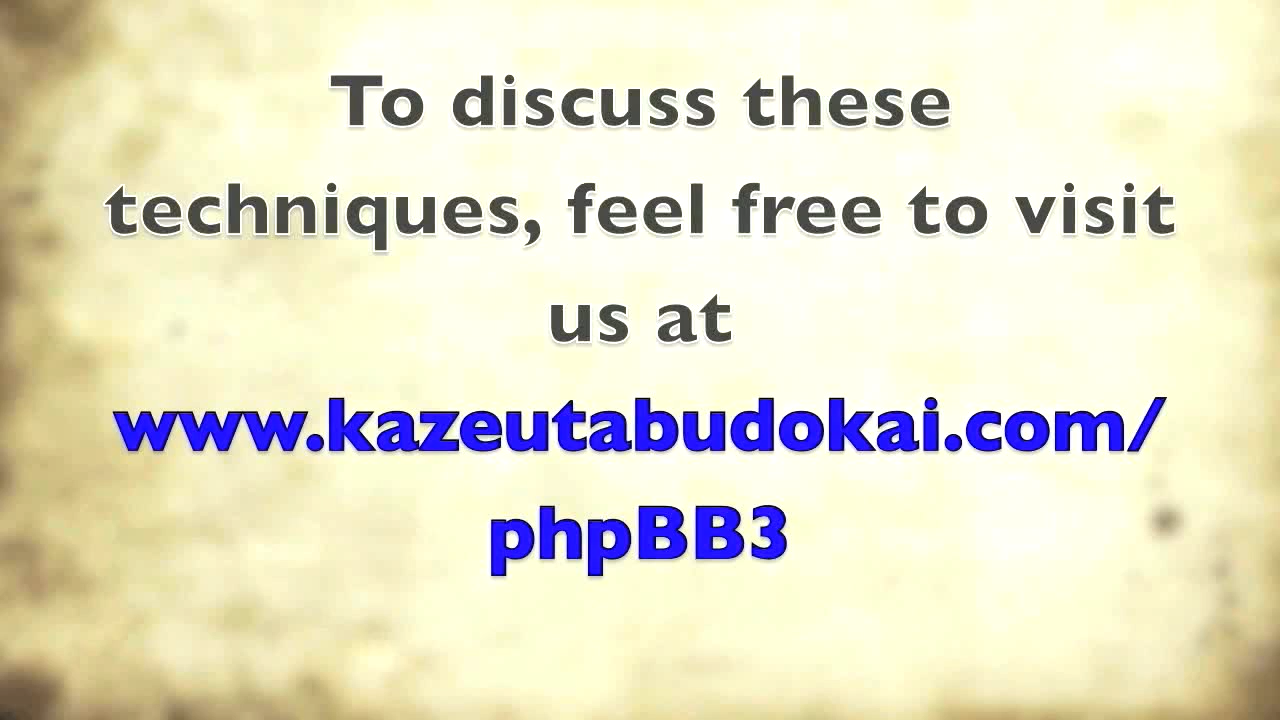 To discuss these
techniques, feel free to visit
us at
www.kazeutabudokai.com/
phpBB3